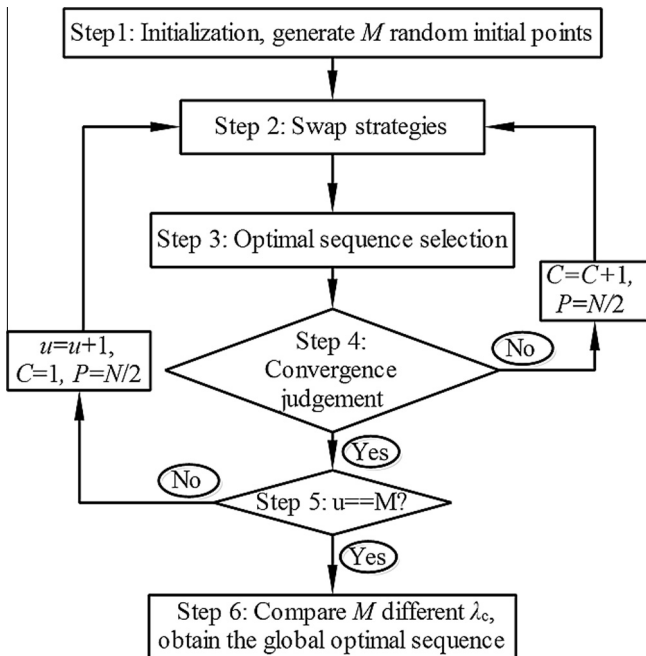 Step1: Initialization, generate M random initial points
Step 2: Swap strategies
Step 3: Optimal sequence selection
C=C+1,
P=N/2
u=u+1,
C=1, P=N/2
Step 4:
Convergence
judgement
No
Yes
No
Step 5: u==M?
Yes
Step 6: Compare M different λc,
obtain the global optimal sequence